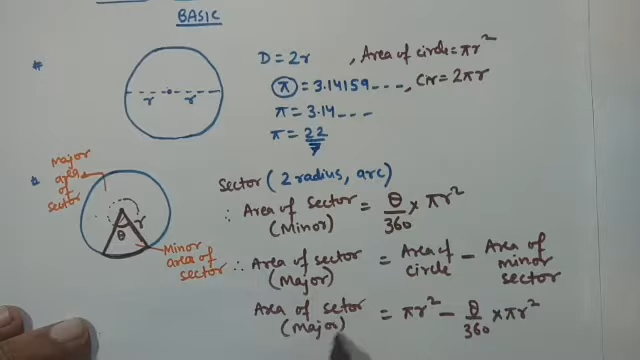 BASIC
* D = 2r , Area of circle = πr²
r r
π = 3.14159---- , Cir = 2πr
π = 3.14----
π = 22/7
Major area of sector
Sector (2 radius, arc)
r
θ
∴ Area of sector (Minor) = θ/360 × πr²
Minor area of sector
∴ Area of sector (Major) = Area of circle − Area of minor sector
Area of setor (Major) = πr² − θ/360 × πr²